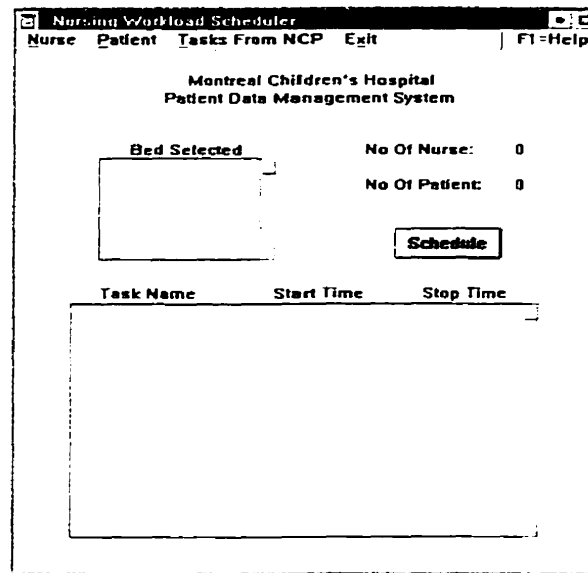 Nursing Workload Scheduler
Nurse Patient Tasks From NCP Exit F1=Help
Montreal Children's Hospital
Patient Data Management System
Bed Selected No Of Nurse: 0
No Of Patient: 0
Schedule
Task Name Start Time Stop Time